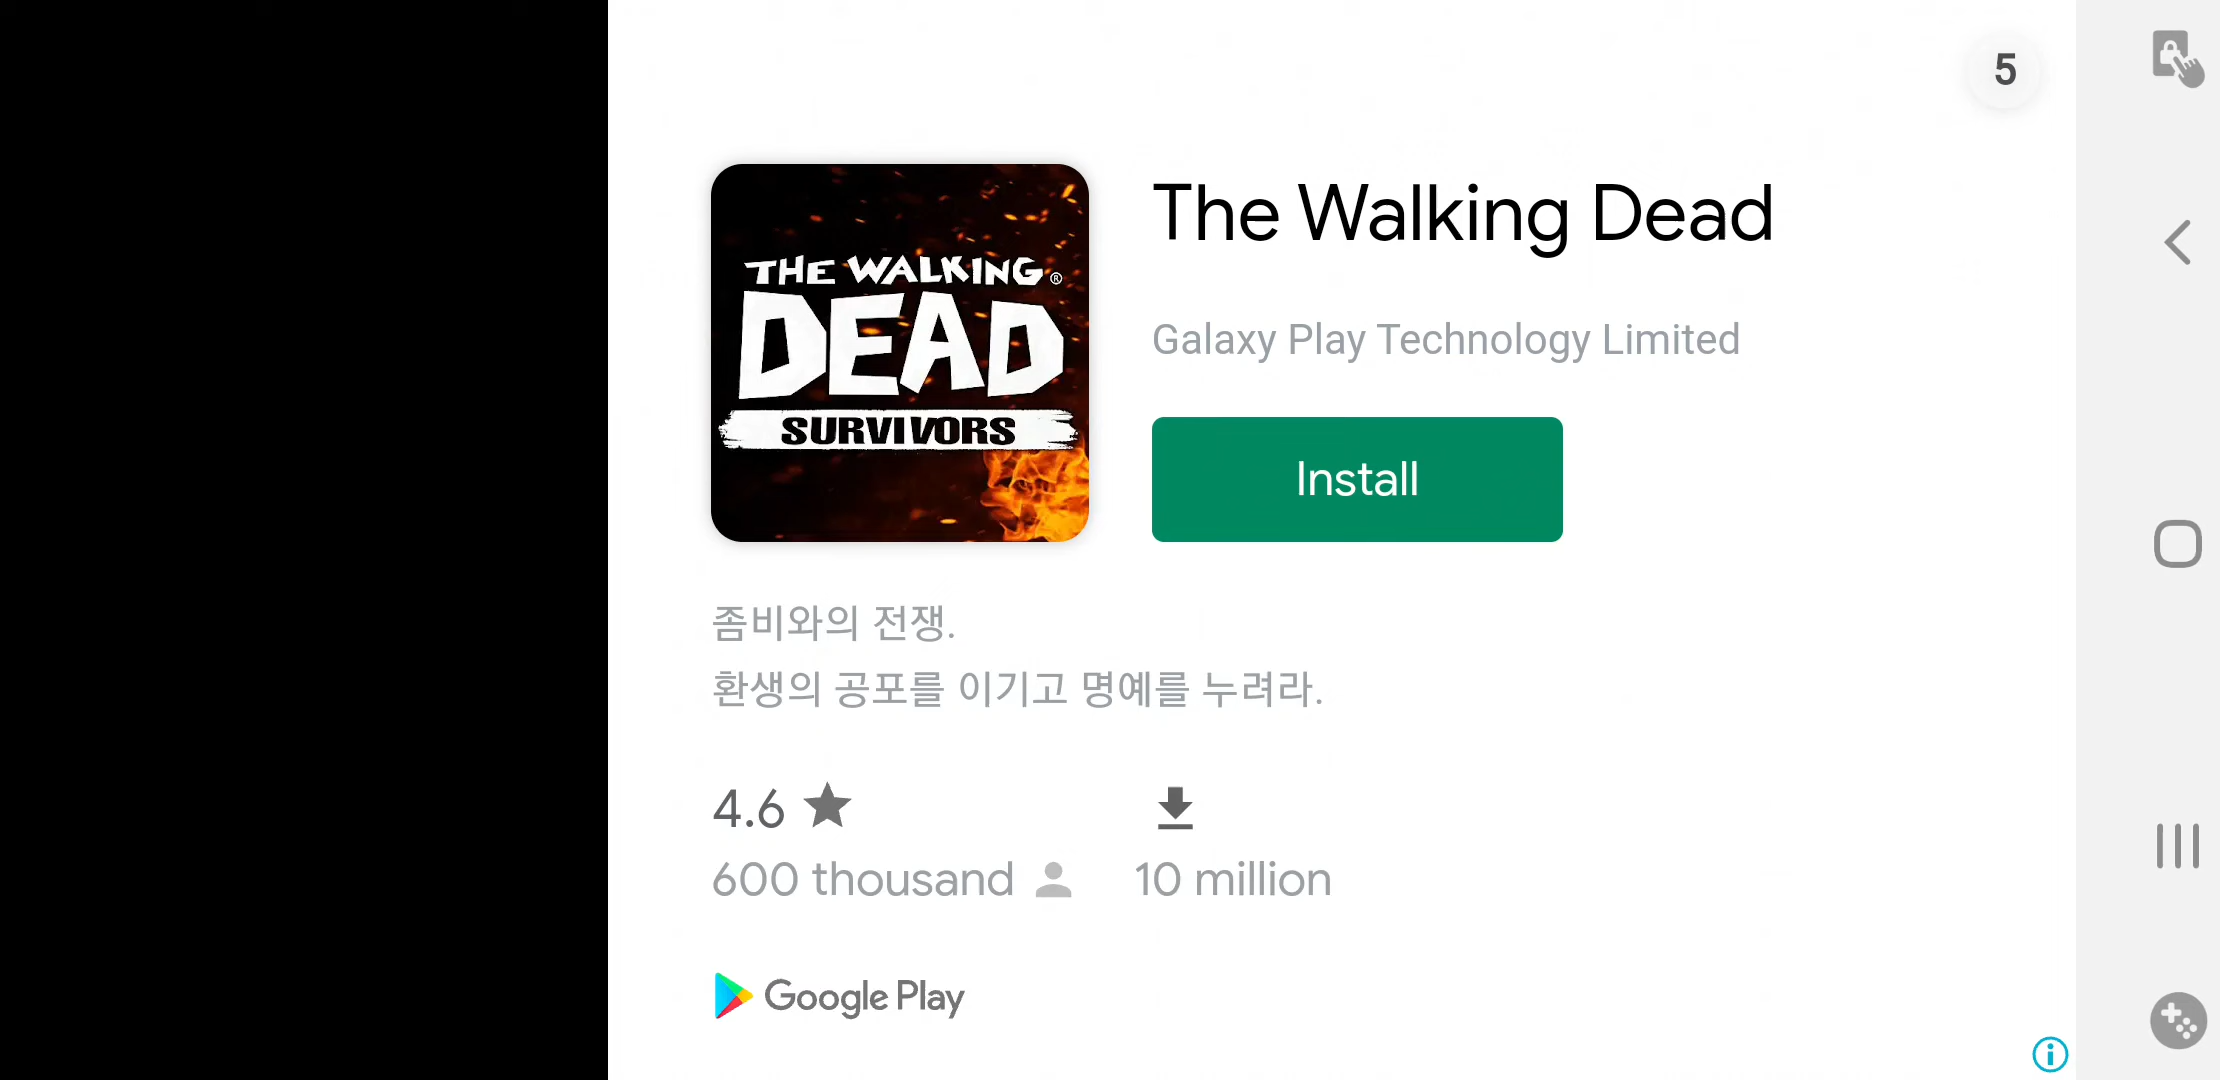 5
THE WALKING®
DEAD
SURVIVORS
The Walking Dead
Galaxy Play Technology Limited
Install
좀비와의 전쟁.
환생의 공포를 이기고 명예를 누려라.
4.6
600 thousand
10 million
Google Play